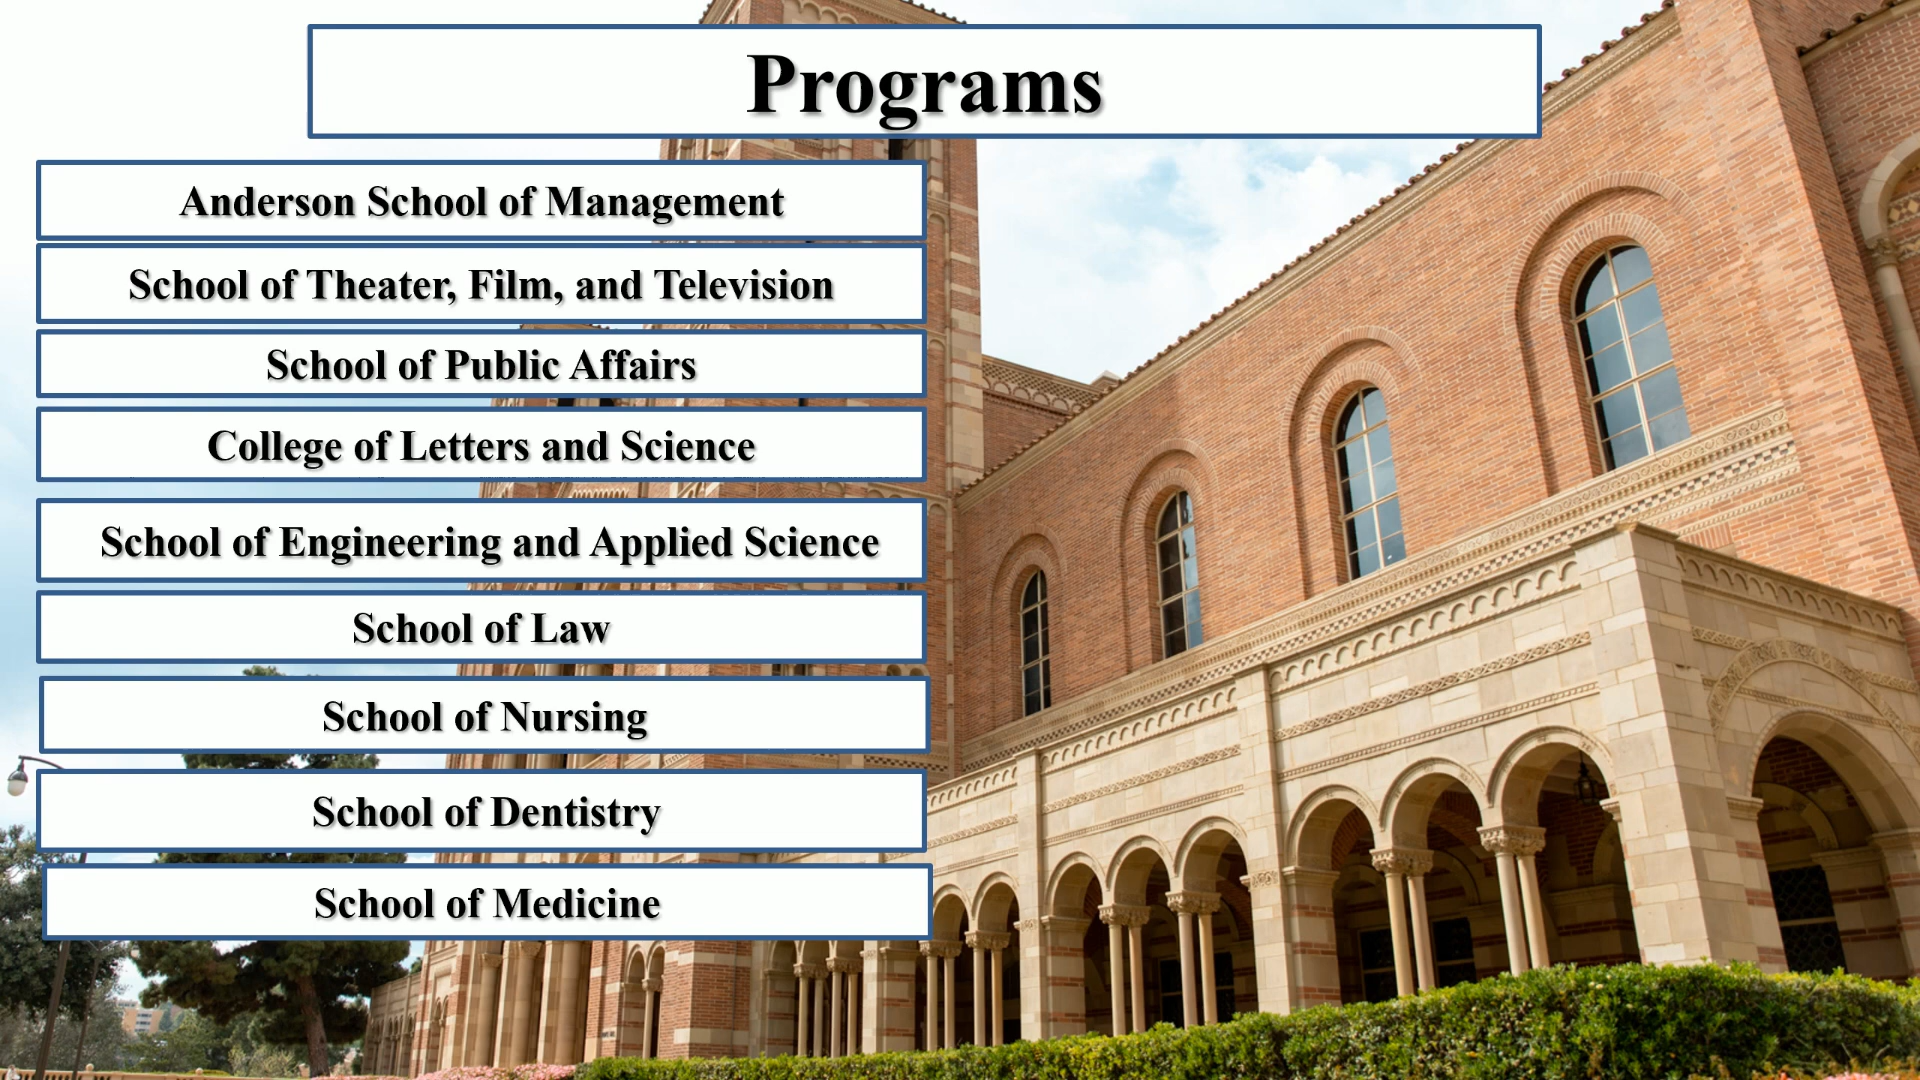 Programs
Anderson School of Management
School of Theater, Film, and Television
School of Public Affairs
College of Letters and Science
School of Engineering and Applied Science
School of Law
School of Nursing
School of Dentistry
School of Medicine